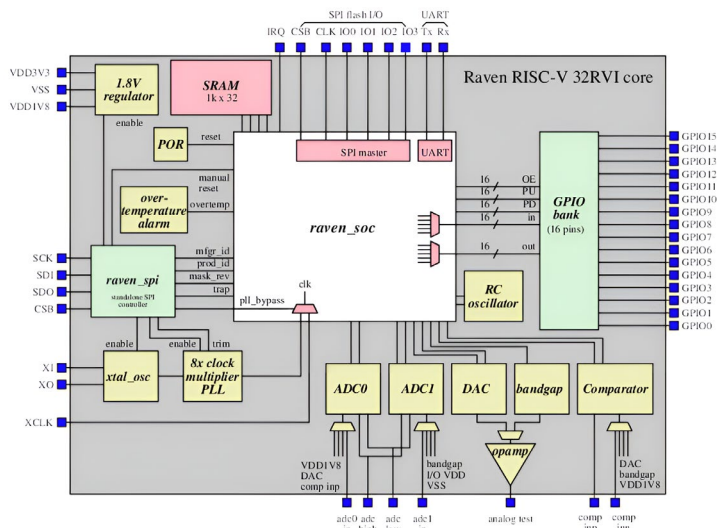 SPI flash I/O UART
IRQ CSB CLK IO0 IO1 IO2 IO3 Tx Rx
VDD3V3
VSS
VDD1V8
1.8V
regulator
enable
SRAM
1k x 32
Raven RISC-V 32RVI core
POR
reset
SPI master
UART
manual
reset
over-
temperature
alarm
overtemp
raven_soc
16 OE
16 PU
16 PD
16 in
16 out
GPIO
bank
(16 pins)
GPIO15
GPIO14
GPIO13
GPIO12
GPIO11
GPIO10
GPIO9
GPIO8
GPIO7
GPIO6
GPIO5
GPIO4
GPIO3
GPIO2
GPIO1
GPIO0
SCK
SDI
SDO
CSB
raven_spi
standalone SPI
controller
mfgr_id
prod_id
mask_rev
trap
clk
pll_bypass
RC
oscillator
enable
enable
trim
XI
XO
XCLK
xtal_osc
8x clock
multiplier
PLL
ADC0
ADC1
DAC
bandgap
Comparator
VDD1V8
DAC
comp inp
bandgap
I/O VDD
VSS
opamp
DAC
bandgap
VDD1V8
adc0 adc adc adc1 analog test comp comp